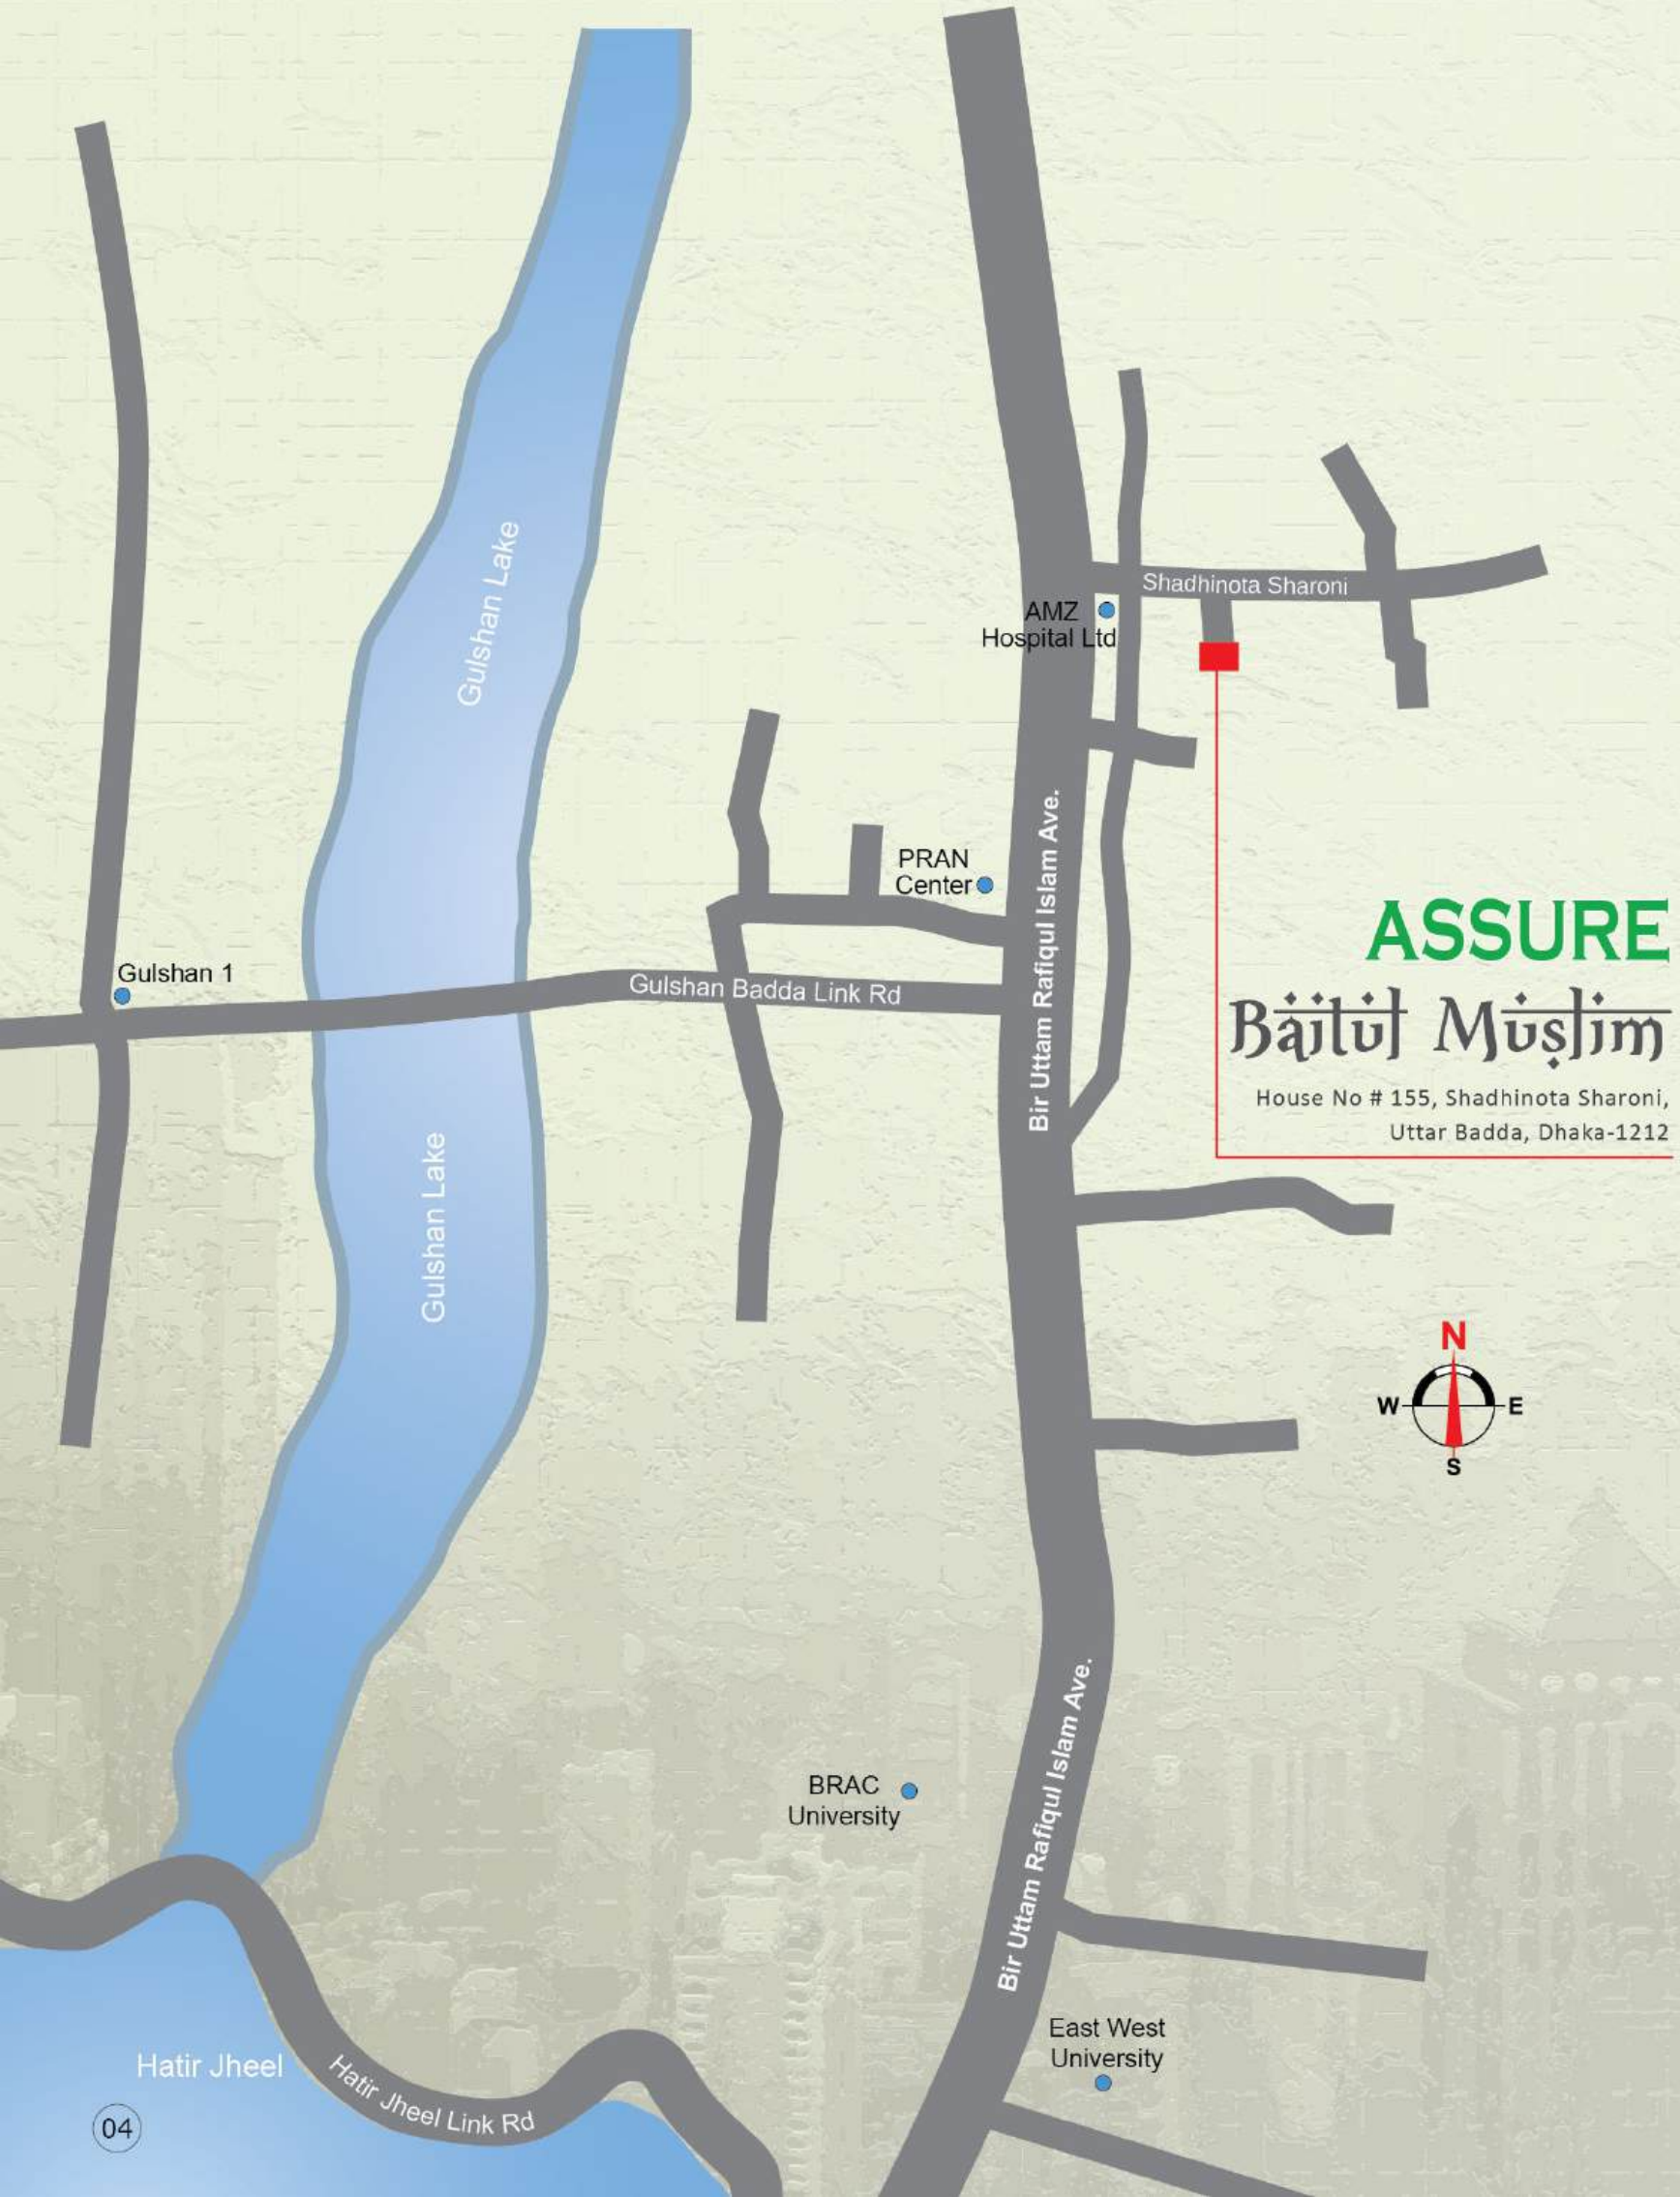 Gulshan Lake
Shadhinota Sharoni
AMZ
Hospital Ltd
PRAN
Center
Bir Uttam Rafiqul Islam Ave.
ASSURE
Baitul Muslim
House No # 155, Shadhinota Sharoni,
Uttar Badda, Dhaka-1212
Gulshan 1
Gulshan Badda Link Rd
Gulshan Lake
N
W
E
S
BRAC
University
Bir Uttam Rafiqul Islam Ave.
East West
University
Hatir Jheel
Hatir Jheel Link Rd
04